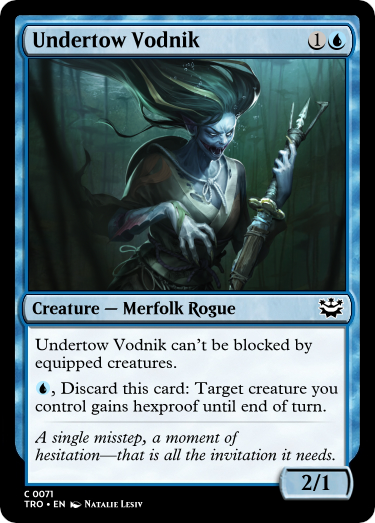 Undertow Vodnik 1
Creature — Merfolk Rogue
Undertow Vodnik can't be blocked by
equipped creatures.
, Discard this card: Target creature you
control gains hexproof until end of turn.
A single misstep, a moment of
hesitation—that is all the invitation it needs.
2/1
C 0071
TRO • EN Natalie Lesiv